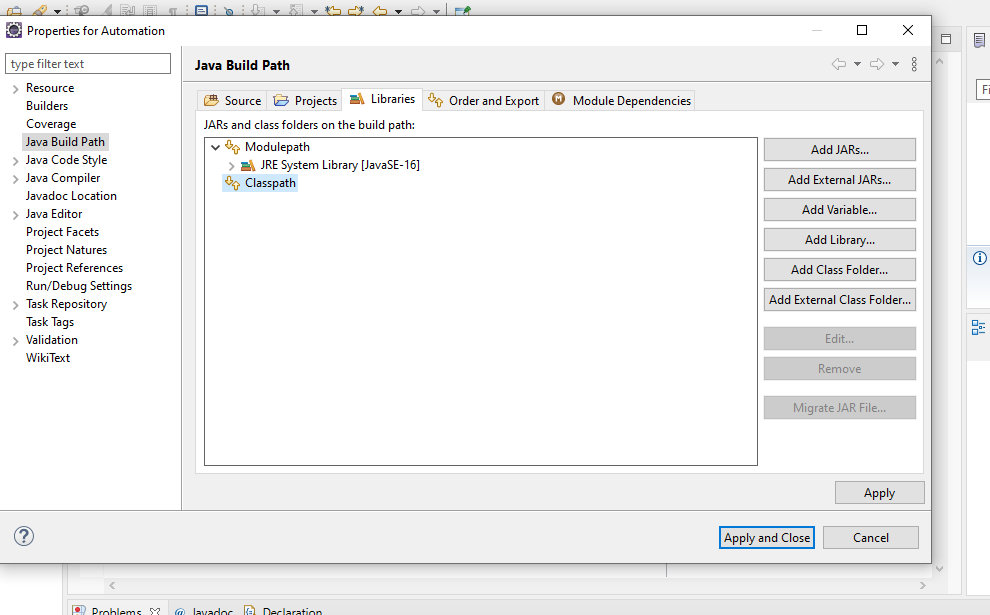 Properties for Automation
type filter text
Resource
Builders
Coverage
Java Build Path
Java Code Style
Java Compiler
Javadoc Location
Java Editor
Project Facets
Project Natures
Project References
Run/Debug Settings
Task Repository
Task Tags
Validation
WikiText
Java Build Path
Source Projects Libraries Order and Export Module Dependencies
JARs and class folders on the build path:
Modulepath
JRE System Library [JavaSE-16]
Classpath
Add JARs...
Add External JARs...
Add Variable...
Add Library...
Add Class Folder...
Add External Class Folder...
Edit...
Remove
Migrate JAR File...
Apply
Apply and Close Cancel
Fi
Problems Javadoc Declaration